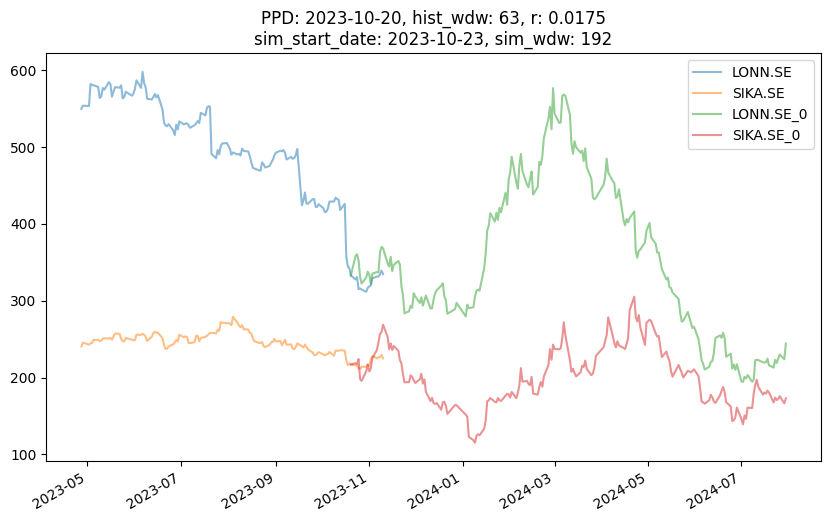 PPD: 2023-10-20, hist_wdw: 63, r: 0.0175
sim_start_date: 2023-10-23, sim_wdw: 192
600
500
400
300
200
100
LONN.SE
SIKA.SE
LONN.SE_0
SIKA.SE_0
2023-05
2023-07
2023-09
2023-11
2024-01
2024-03
2024-05
2024-07